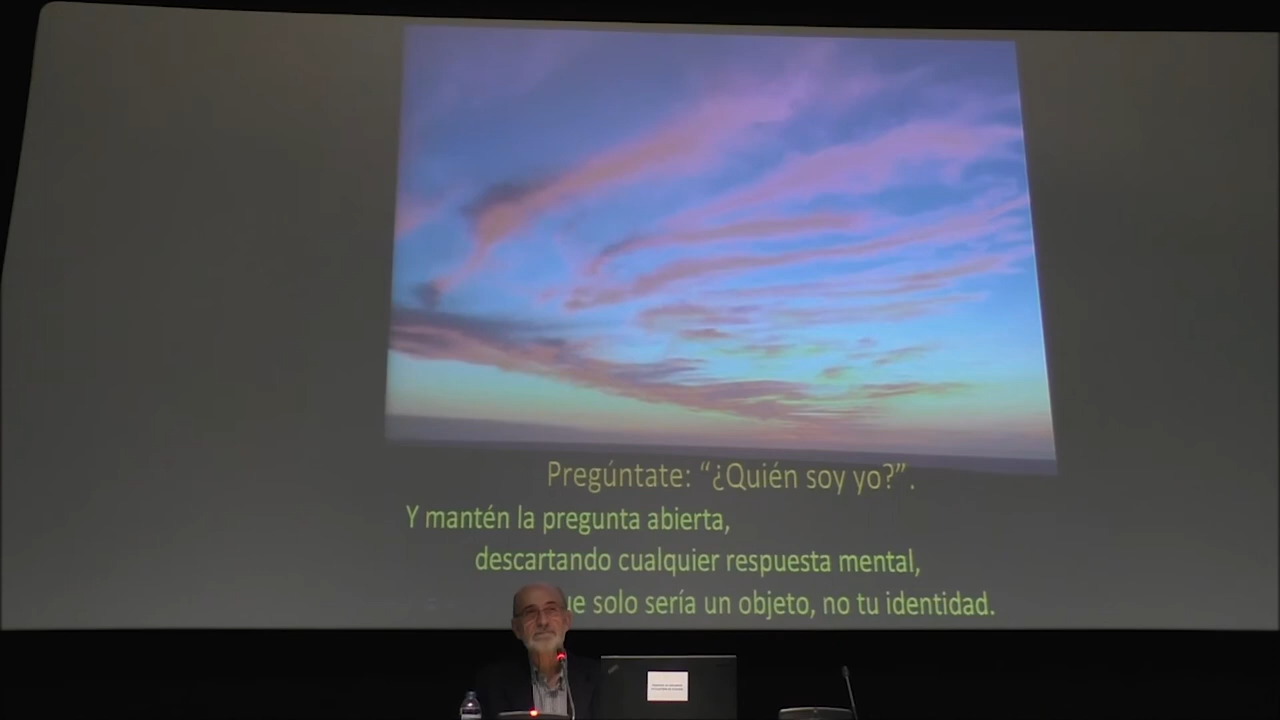 Pregúntate: “¿Quién soy yo?”.
Y mantén la pregunta abierta,
descartando cualquier respuesta mental,
solo sería un objeto, no tu identidad.